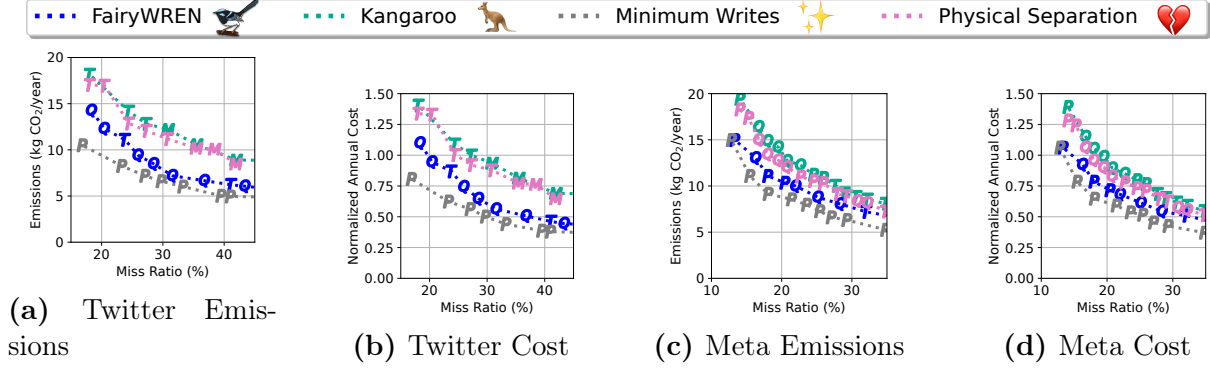 FairyWREN Kangaroo Minimum Writes Physical Separation
Emissions (kg CO₂/year)
20
15
10
5
0
20 30 40
Miss Ratio (%)
(a) Twitter Emis-
sions
Normalized Annual Cost
1.50
1.25
1.00
0.75
0.50
0.25
0.00
20 30 40
Miss Ratio (%)
(b) Twitter Cost
Emissions (kg CO₂/year)
20
15
10
5
0
10 20 30
Miss Ratio (%)
(c) Meta Emissions
Normalized Annual Cost
1.50
1.25
1.00
0.75
0.50
0.25
0.00
10 20 30
Miss Ratio (%)
(d) Meta Cost